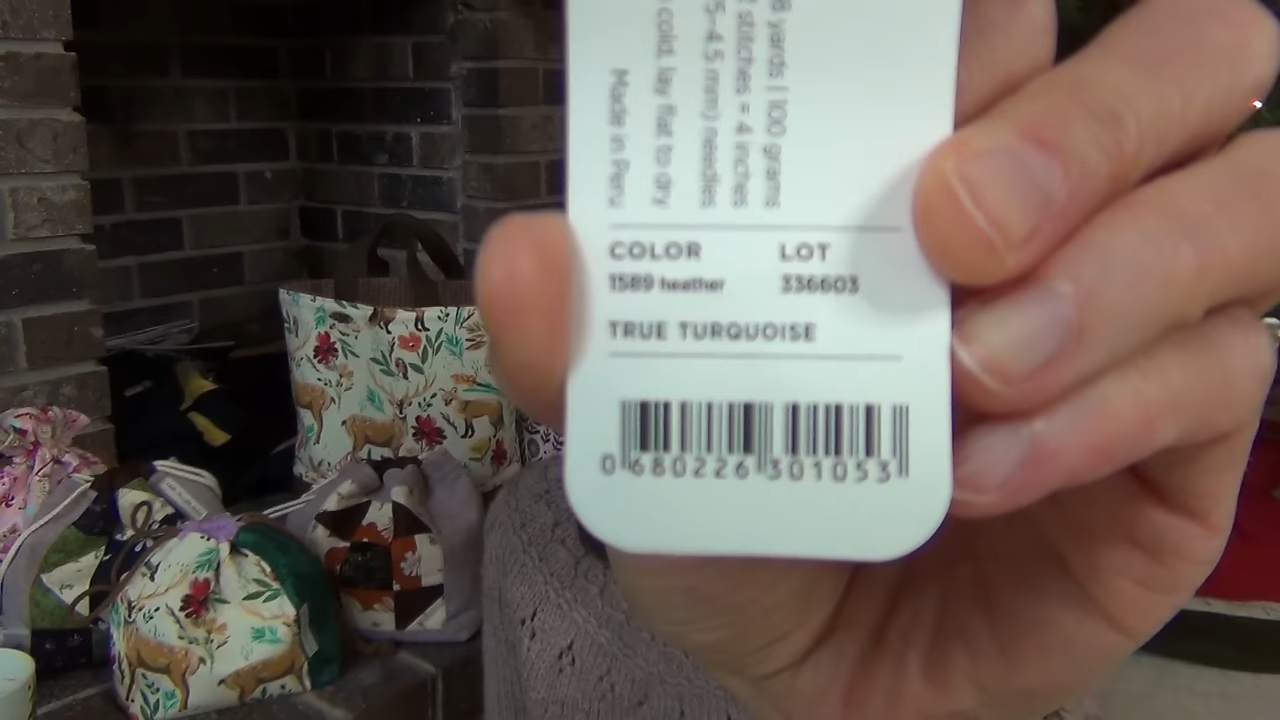 8 yards | 100 grams
stitches = 4 inches
5-4.5 mm) needles
cold, lay flat to dry
Made in Peru
COLOR LOT
1589 heather 336603
TRUE TURQUOISE
0 680226 301053